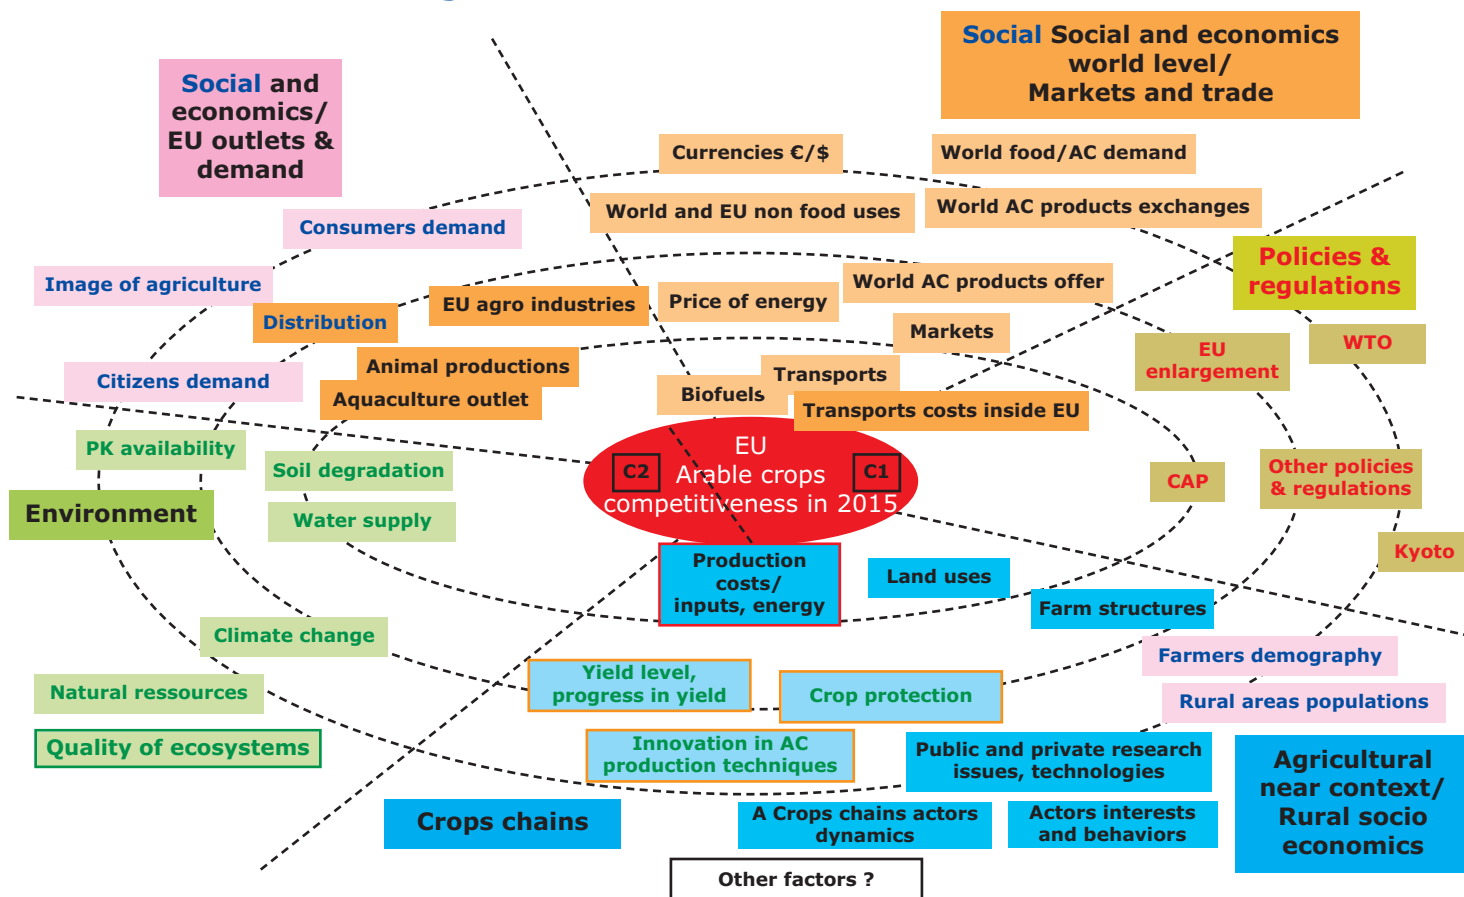 Social Social and economics
world level/
Markets and trade
Social and
economics/
EU outlets &
demand
Currencies €/$
World food/AC demand
World and EU non food uses
World AC products exchanges
Consumers demand
Policies &
regulations
Image of agriculture
World AC products offer
EU agro industries
Price of energy
Distribution
Markets
WTO
EU
enlargement
Animal productions
Transports
Citizens demand
Biofuels
Aquaculture outlet
Transports costs inside EU
PK availability
EU
Arable crops
competitiveness in 2015
C2
C1
Soil degradation
CAP
Other policies
& regulations
Environment
Water supply
Kyoto
Production
costs/
inputs, energy
Land uses
Farm structures
Climate change
Farmers demography
Yield level,
progress in yield
Crop protection
Natural ressources
Rural areas populations
Quality of ecosystems
Innovation in AC
production techniques
Public and private research
issues, technologies
Agricultural
near context/
Rural socio
economics
Crops chains
A Crops chains actors
dynamics
Actors interests
and behaviors
Other factors ?